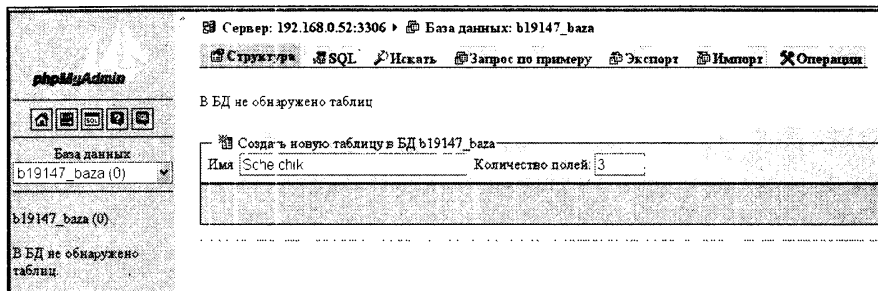 Сервер: 192.168.0.52:3306 ▸ База данных: b19147_baza
Структура SQL Искать Запрос по примеру Экспорт Импорт Операции
phpMyAdmin
В БД не обнаружено таблиц
База данных
b19147_baza (0)
Создать новую таблицу в БД b19147_baza
Имя Schechik Количество полей: 3
b19147_baza (0)
В БД не обнаружено
таблиц.